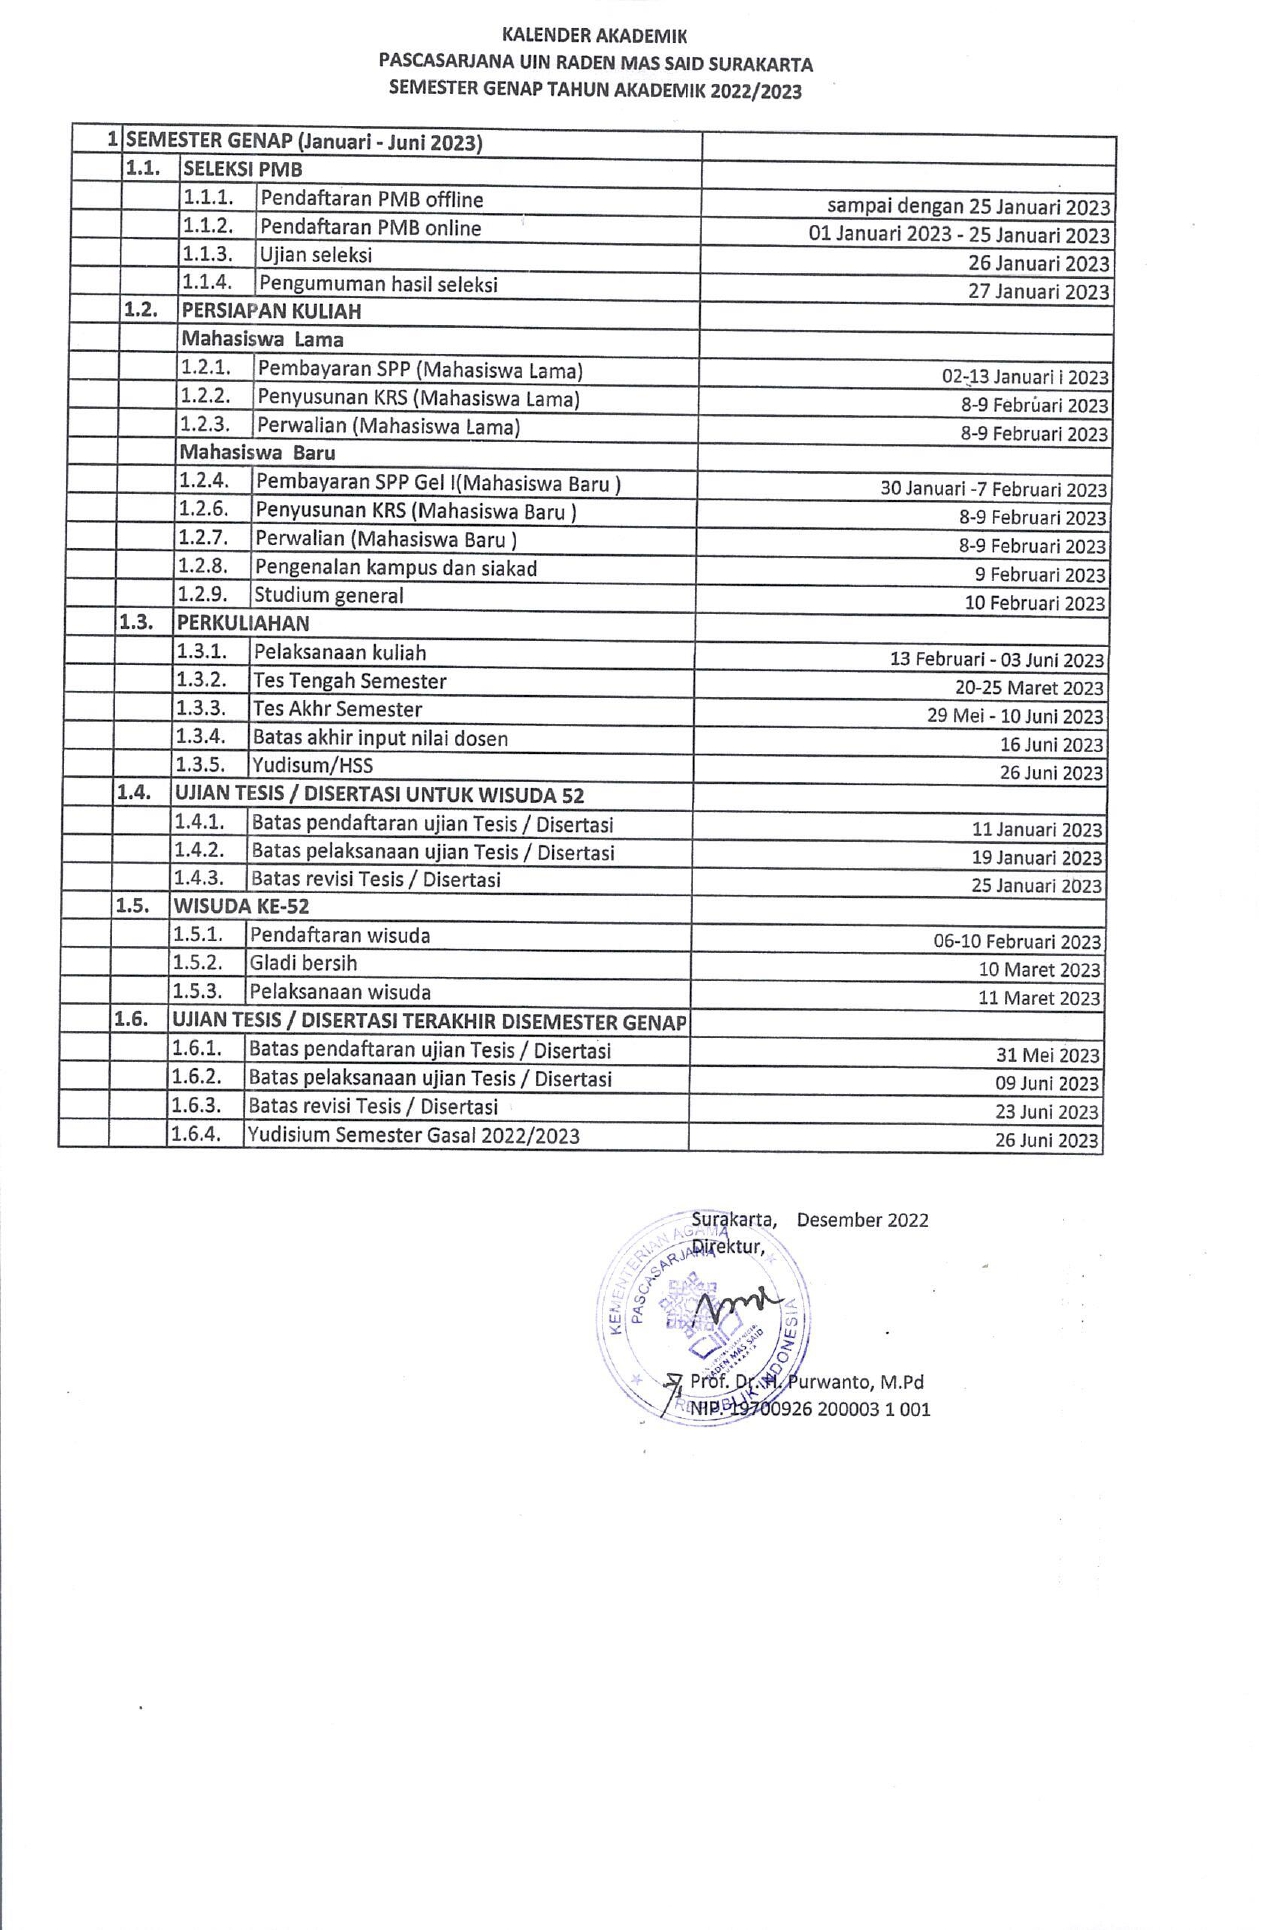 KALENDER AKADEMIK
PASCASARJANA UIN RADEN MAS SAID SURAKARTA
SEMESTER GENAP TAHUN AKADEMIK 2022/2023
1 SEMESTER GENAP (Januari - Juni 2023)
1.1. SELEKSI PMB
1.1.1. Pendaftaran PMB offline sampai dengan 25 Januari 2023
1.1.2. Pendaftaran PMB online 01 Januari 2023 - 25 Januari 2023
1.1.3. Ujian seleksi 26 Januari 2023
1.1.4. Pengumuman hasil seleksi 27 Januari 2023
1.2. PERSIAPAN KULIAH
Mahasiswa Lama
1.2.1. Pembayaran SPP (Mahasiswa Lama) 02-13 Januari i 2023
1.2.2. Penyusunan KRS (Mahasiswa Lama) 8-9 Februari 2023
1.2.3. Perwalian (Mahasiswa Lama) 8-9 Februari 2023
Mahasiswa Baru
1.2.4. Pembayaran SPP Gel I(Mahasiswa Baru ) 30 Januari -7 Februari 2023
1.2.6. Penyusunan KRS (Mahasiswa Baru ) 8-9 Februari 2023
1.2.7. Perwalian (Mahasiswa Baru ) 8-9 Februari 2023
1.2.8. Pengenalan kampus dan siakad 9 Februari 2023
1.2.9. Studium general 10 Februari 2023
1.3. PERKULIAHAN
1.3.1. Pelaksanaan kuliah 13 Februari - 03 Juni 2023
1.3.2. Tes Tengah Semester 20-25 Maret 2023
1.3.3. Tes Akhr Semester 29 Mei - 10 Juni 2023
1.3.4. Batas akhir input nilai dosen 16 Juni 2023
1.3.5. Yudisum/HSS 26 Juni 2023
1.4. UJIAN TESIS / DISERTASI UNTUK WISUDA 52
1.4.1. Batas pendaftaran ujian Tesis / Disertasi 11 Januari 2023
1.4.2. Batas pelaksanaan ujian Tesis / Disertasi 19 Januari 2023
1.4.3. Batas revisi Tesis / Disertasi 25 Januari 2023
1.5. WISUDA KE-52
1.5.1. Pendaftaran wisuda 06-10 Februari 2023
1.5.2. Gladi bersih 10 Maret 2023
1.5.3. Pelaksanaan wisuda 11 Maret 2023
1.6. UJIAN TESIS / DISERTASI TERAKHIR DISEMESTER GENAP
1.6.1. Batas pendaftaran ujian Tesis / Disertasi 31 Mei 2023
1.6.2. Batas pelaksanaan ujian Tesis / Disertasi 09 Juni 2023
1.6.3. Batas revisi Tesis / Disertasi 23 Juni 2023
1.6.4. Yudisium Semester Gasal 2022/2023 26 Juni 2023
Surakarta, Desember 2022
Direktur,
KEMENTERIAN AGAMA
REPUBLIK INDONESIA
PASCASARJANA
RADEN MAS SAID
SURAKARTA
Prof. Dr. H. Purwanto, M.Pd
NIP. 19700926 200003 1 001